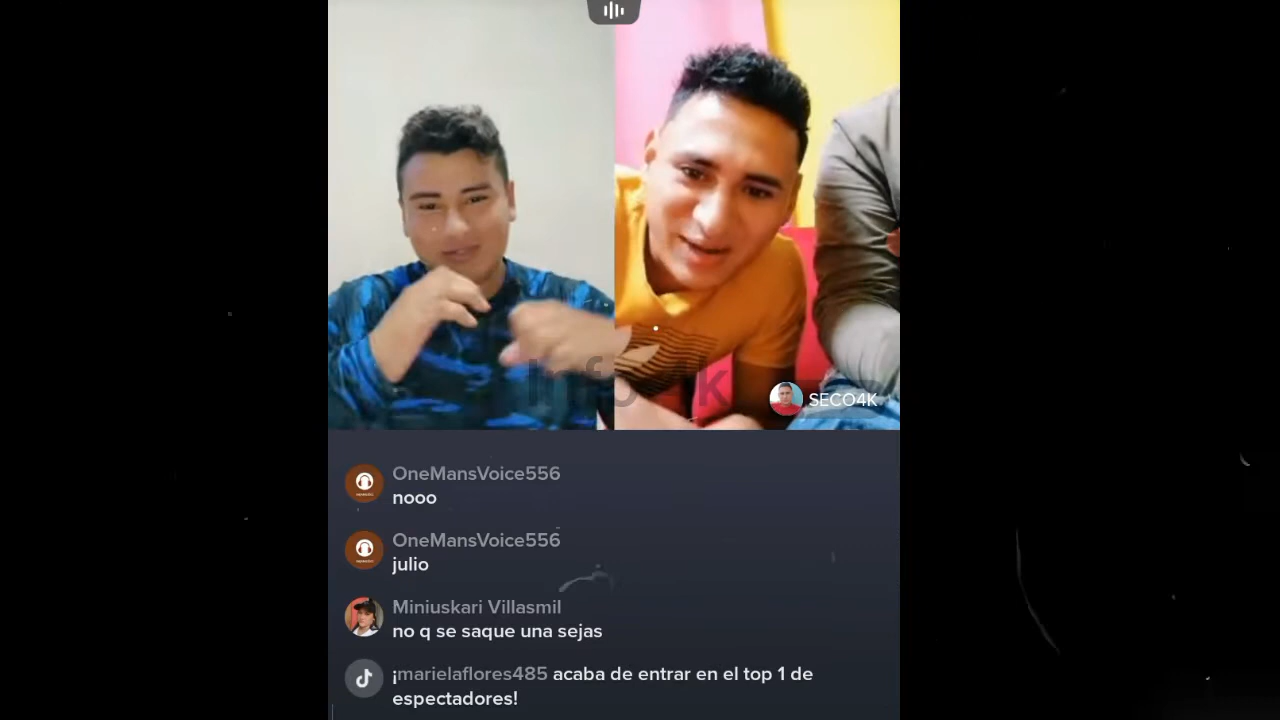 Info4k
SECO4K
OneMansVoice556
nooo
OneMansVoice556
julio
Miniuskari Villasmil
no q se saque una sejas
¡marielaflores485 acaba de entrar en el top 1 de
espectadores!